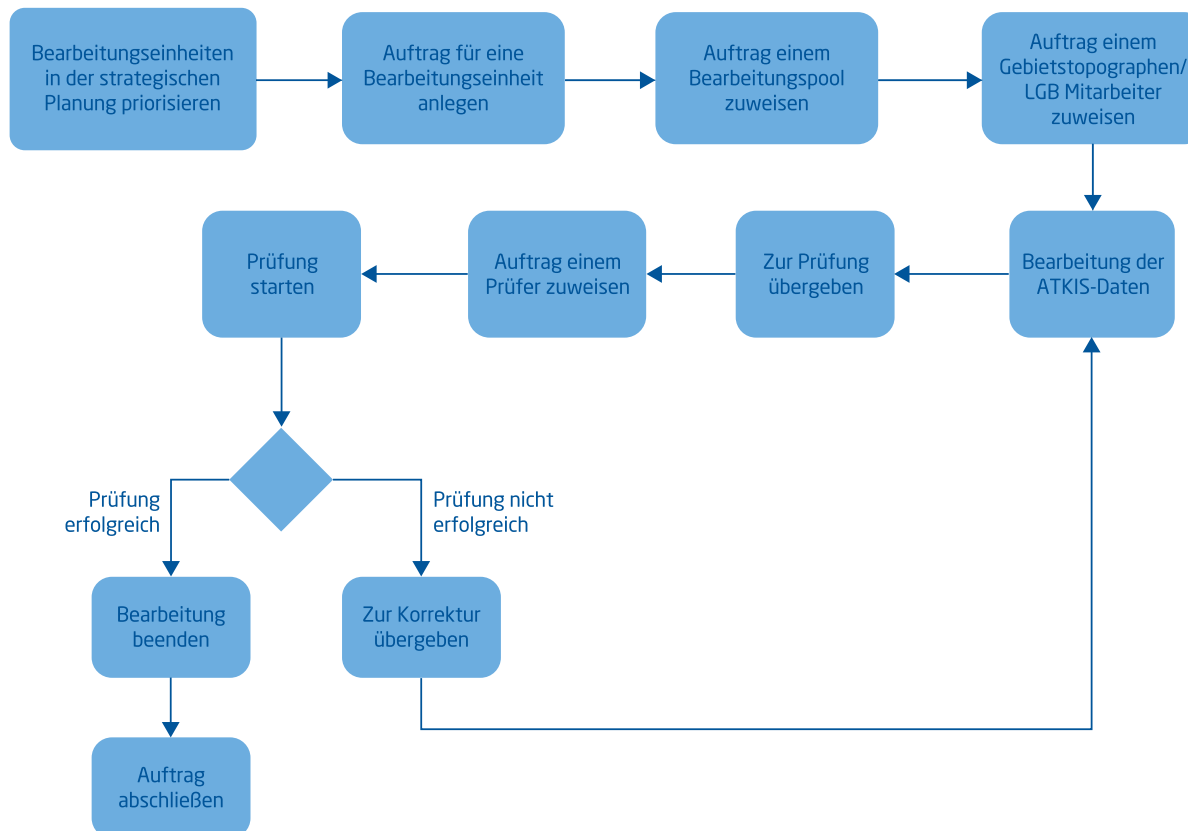 Bearbeitungseinheiten
in der strategischen
Planung priorisieren
Auftrag für eine
Bearbeitungseinheit
anlegen
Auftrag einem
Bearbeitungspool
zuweisen
Auftrag einem
Gebietstopographen/
LGB Mitarbeiter
zuweisen
Bearbeitung der
ATKIS-Daten
Zur Prüfung
übergeben
Auftrag einem
Prüfer zuweisen
Prüfung
starten
Prüfung
erfolgreich
Prüfung nicht
erfolgreich
Bearbeitung
beenden
Zur Korrektur
übergeben
Auftrag
abschließen